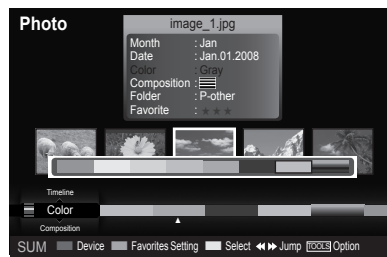 Photo
image_1.jpg
Month : Jan
Date : Jan.01.2008
Color : Gray
Composition :
Folder : P-other
Favorite : ★ ★ ★
Timeline
Color
Composition
SUM Device Favorites Setting Select ◄◄ ►► Jump TOOLS Option